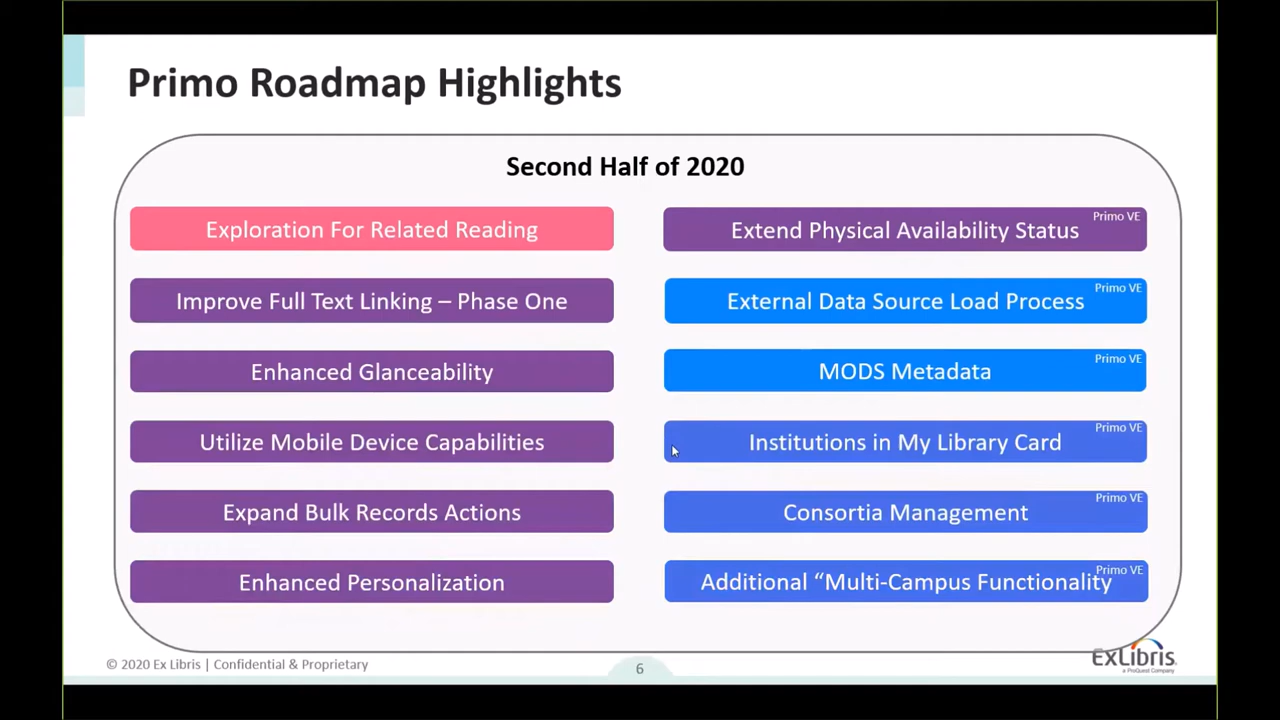 Primo Roadmap Highlights
Second Half of 2020
Exploration For Related Reading
Improve Full Text Linking – Phase One
Enhanced Glanceability
Utilize Mobile Device Capabilities
Expand Bulk Records Actions
Enhanced Personalization
Primo VE
Extend Physical Availability Status
Primo VE
External Data Source Load Process
Primo VE
MODS Metadata
Primo VE
Institutions in My Library Card
Primo VE
Consortia Management
Primo VE
Additional “Multi-Campus Functionality
© 2020 Ex Libris | Confidential & Proprietary
6
ExLibris
a ProQuest Company